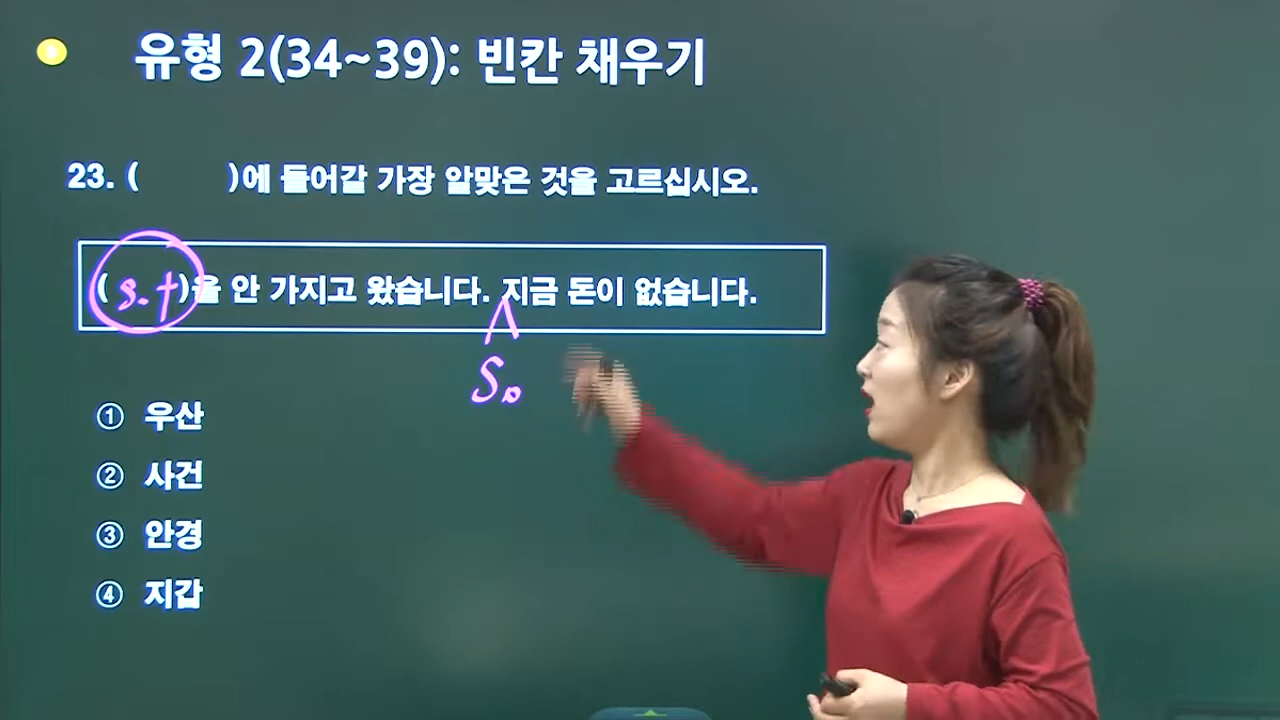 유형 2(34~39): 빈칸 채우기
23. ( )에 들어갈 가장 알맞은 것을 고르십시오.
(s.t)을 안 가지고 왔습니다. 지금 돈이 없습니다.
So
① 우산
② 사건
③ 안경
④ 지갑